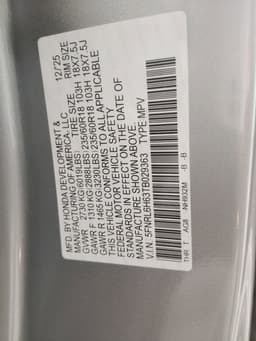 MFD. BY HONDA DEVELOPMENT & 12/25
MANUFACTURING OF AMERICA, LLC
TIRE SIZE RIM SIZE
GVWR 2730 KG(6019LBS)
GAWR F 1310 KG(2888LBS) 235/60R18 103H 18X7.5J
GAWR R 1465 KG(3230LBS) 235/60R18 103H 18X7.5J
THIS VEHICLE CONFORMS TO ALL APPLICABLE
FEDERAL MOTOR VEHICLE SAFETY
STANDARDS IN EFFECT ON THE DATE OF
MANUFACTURE SHOWN ABOVE.
V.I.N. 5FNRL6H63TB029363 TYPE MPV
THR T AG8 NH932M -B -B